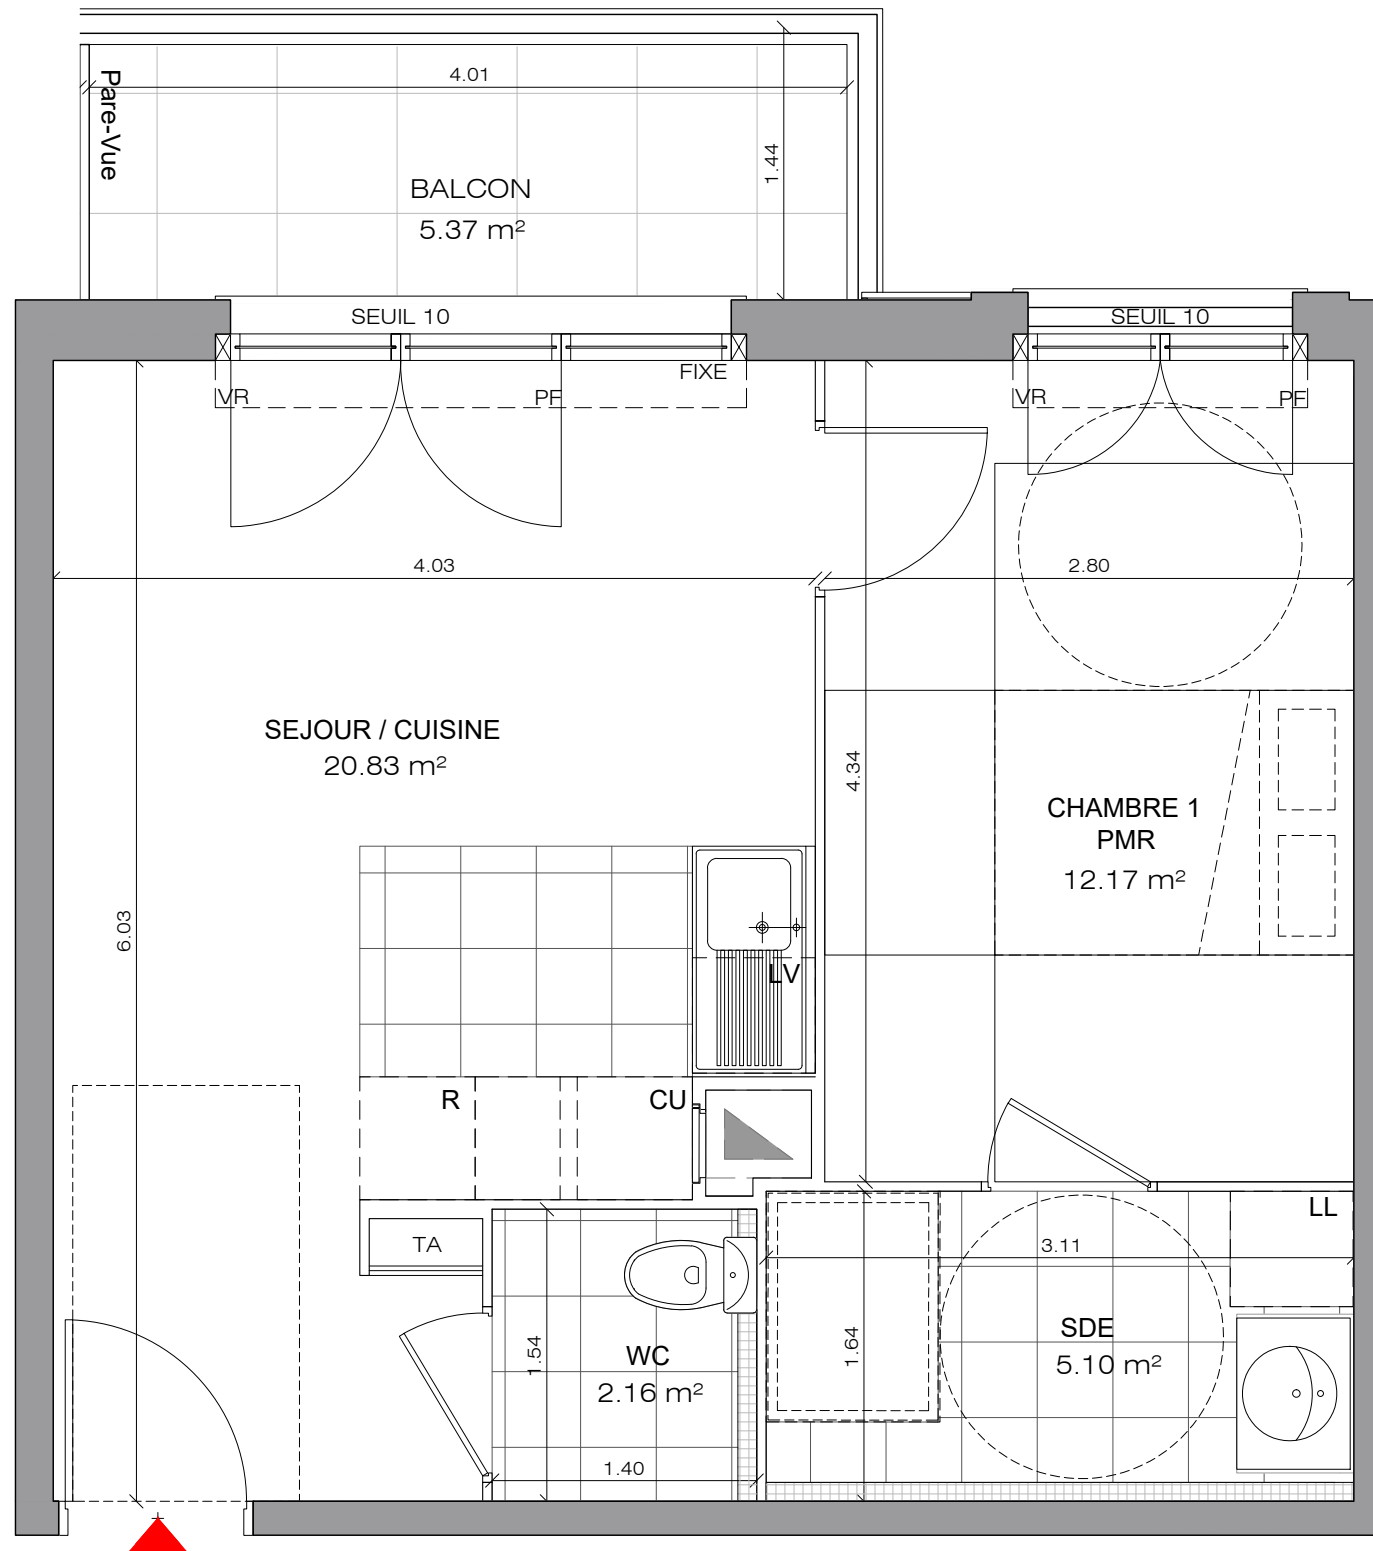 4.01
Pare-Vue
1.44
BALCON
5.37 m²
SEUIL 10
SEUIL 10
FIXE
VR
PF
VR
PF
4.03
2.80
SEJOUR / CUISINE
20.83 m²
4.34
CHAMBRE 1
PMR
12.17 m²
6.03
LV
R
CU
TA
LL
3.11
1.54
WC
2.16 m²
1.64
SDE
5.10 m²
1.40